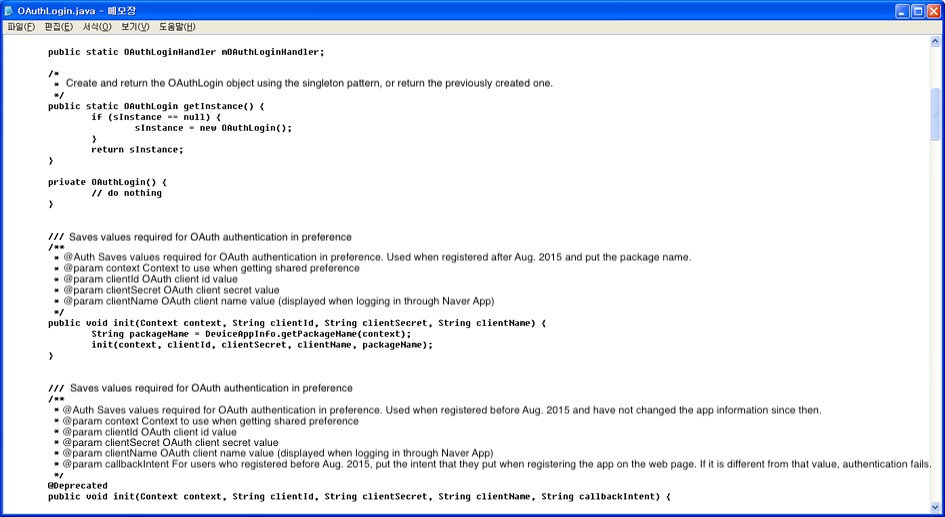 OAuthLogin.java - 메모장
파일(F) 편집(E) 서식(O) 보기(V) 도움말(H)
public static OAuthLoginHandler mOAuthLoginHandler;
/*
* Create and return the OAuthLogin object using the singleton pattern, or return the previously created one.
*/
public static OAuthLogin getInstance() {
if (sInstance == null) {
sInstance = new OAuthLogin();
}
return sInstance;
}
private OAuthLogin() {
// do nothing
}
/// Saves values required for OAuth authentication in preference
/**
* @Auth Saves values required for OAuth authentication in preference. Used when registered after Aug. 2015 and put the package name.
* @param context Context to use when getting shared preference
* @param clientId OAuth client id value
* @param clientSecret OAuth client secret value
* @param clientName OAuth client name value (displayed when logging in through Naver App)
*/
public void init(Context context, String clientId, String clientSecret, String clientName) {
String packageName = DeviceAppInfo.getPackageName(context);
init(context, clientId, clientSecret, clientName, packageName);
}
/// Saves values required for OAuth authentication in preference
/**
* @Auth Saves values required for OAuth authentication in preference. Used when registered before Aug. 2015 and have not changed the app information since then.
* @param context Context to use when getting shared preference
* @param clientId OAuth client id value
* @param clientSecret OAuth client secret value
* @param clientName OAuth client name value (displayed when logging in through Naver App)
* @param callbackIntent For users who registered before Aug. 2015, put the intent that they put when registering the app on the web page. If it is different from that value, authentication fails.
*/
@Deprecated
public void init(Context context, String clientId, String clientSecret, String clientName, String callbackIntent) {